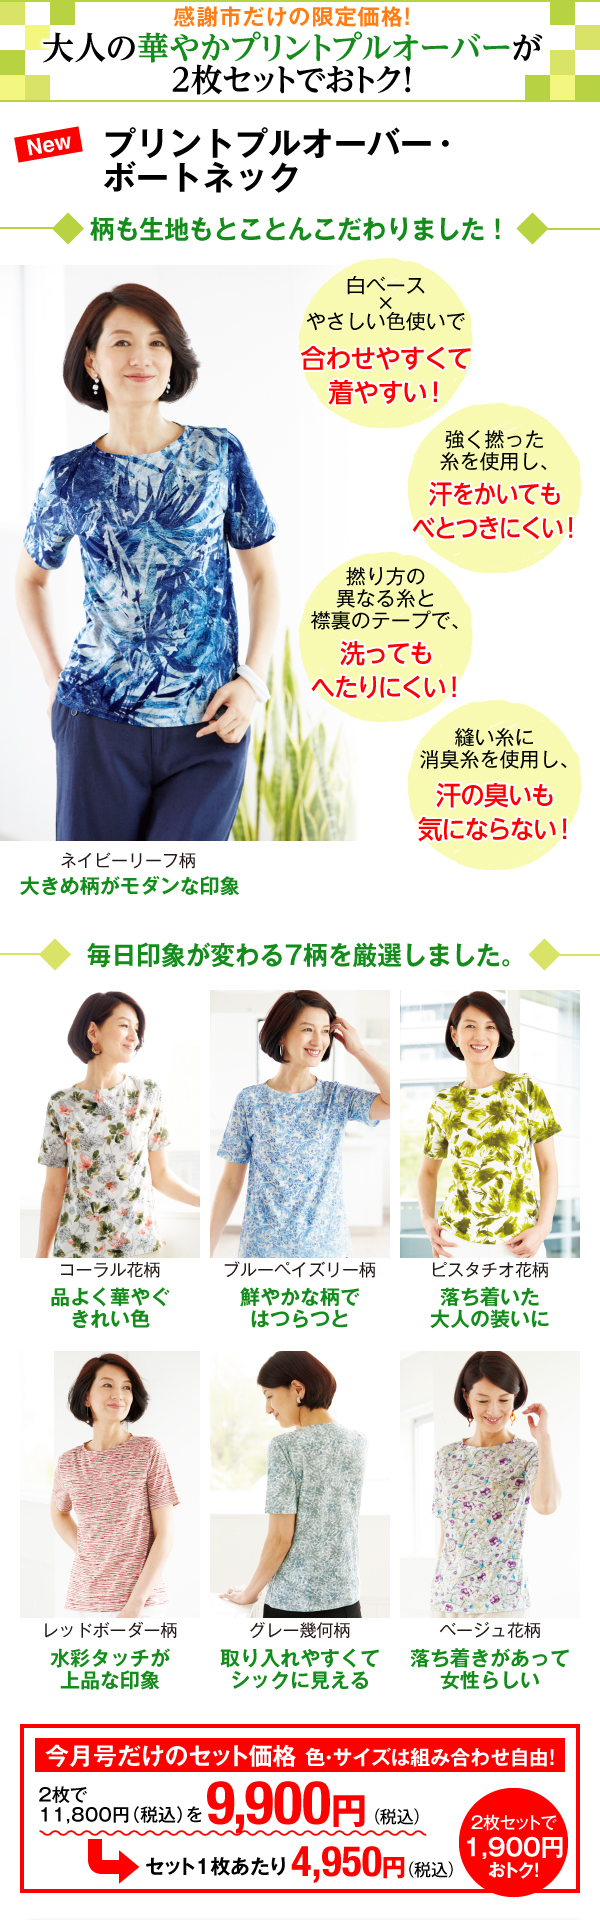 感謝市だけの限定価格!
大人の華やかプリントプルオーバーが
2枚セットでおトク!
New
プリントプルオーバー・
ボートネック
柄も生地もとことんこだわりました!
白ベース
×
やさしい色使いで
合わせやすくて
着やすい!
強く撚った
糸を使用し、
汗をかいても
べとつきにくい!
撚り方の
異なる糸と
襟裏のテープで、
洗っても
へたりにくい!
縫い糸に
消臭糸を使用し、
汗の臭いも
気にならない!
ネイビーリーフ柄
大きめ柄がモダンな印象
毎日印象が変わる7柄を厳選しました。
コーラル花柄
品よく華やぐ
きれい色
ブルーペイズリー柄
鮮やかな柄で
はつらつと
ピスタチオ花柄
落ち着いた
大人の装いに
レッドボーダー柄
水彩タッチが
上品な印象
グレー幾何柄
取り入れやすくて
シックに見える
ベージュ花柄
落ち着きがあって
女性らしい
今月号だけのセット価格 色・サイズは組み合わせ自由!
2枚で
11,800円(税込)を9,900円(税込)
セット1枚あたり4,950円(税込)
2枚セットで
1,900円
おトク!